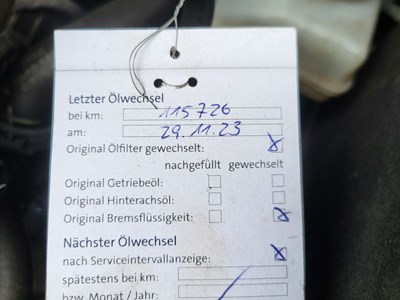 Letzter Ölwechsel
bei km: 115726
am: 29.11.23
Original Ölfilter gewechselt: x
nachgefüllt gewechselt
Original Getriebeöl:
Original Hinterachsöl:
Original Bremsflüssigkeit: x
Nächster Ölwechsel
nach Serviceintervallanzeige: x
spätestens bei km:
bzw. Monat / Jahr: